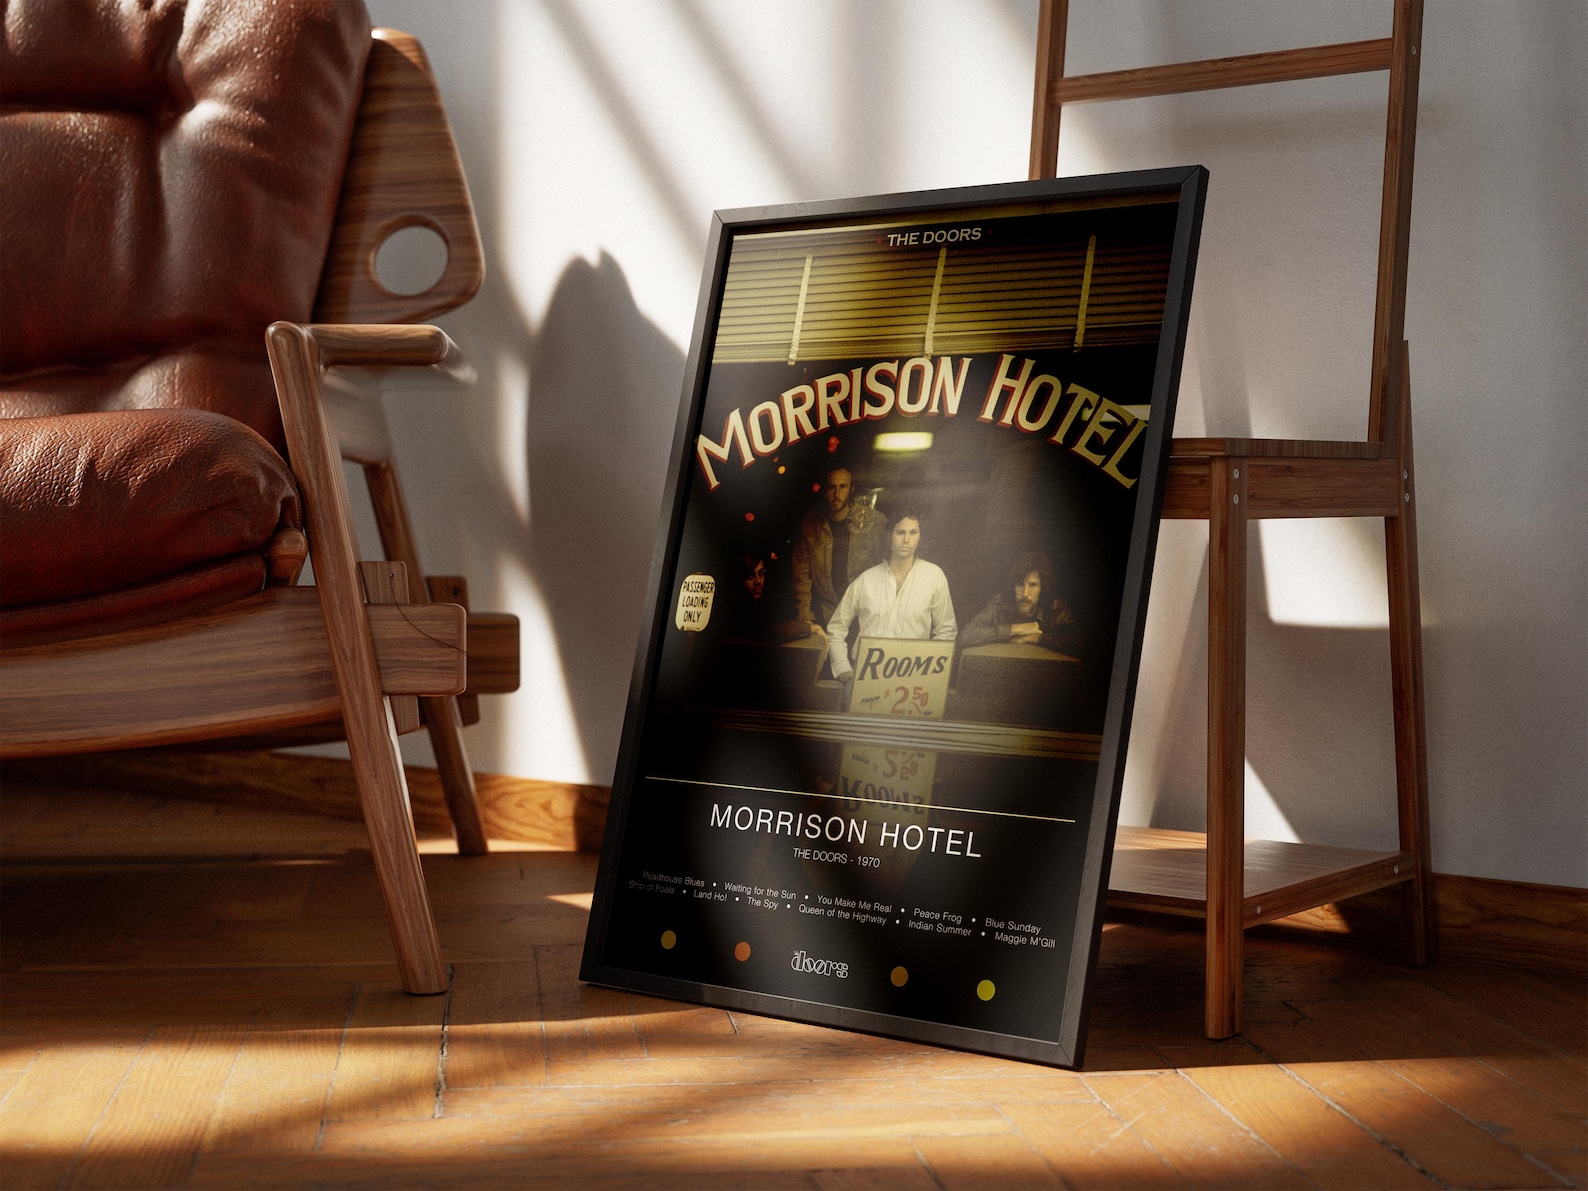 THE DOORS
MORRISON HOTEL
PASSENGER
LOADING
ONLY
ROOMS
FROM $2.50
MORRISON HOTEL
THE DOORS - 1970
Roadhouse Blues • Waiting for the Sun • You Make Me Real • Peace Frog • Blue Sunday
Ship of Fools • Land Ho! • The Spy • Queen of the Highway • Indian Summer • Maggie M'Gill
the doors